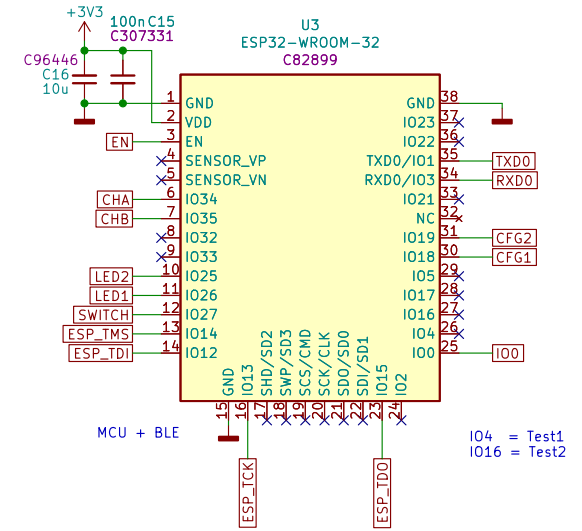 +3V3
100n C15
C307331
C96446
C16
10u
U3
ESP32-WROOM-32
C82899
1 GND
2 VDD
EN 3 EN
4 SENSOR_VP
5 SENSOR_VN
CHA 6 IO34
CHB 7 IO35
8 IO32
9 IO33
LED2 10 IO25
LED1 11 IO26
SWITCH 12 IO27
ESP_TMS 13 IO14
ESP_TDI 14 IO12
GND 38
IO23 37
IO22 36
TXD0/IO1 35 TXD0
RXD0/IO3 34 RXD0
IO21 33
NC 32
IO19 31 CFG2
IO18 30 CFG1
IO5 29
IO17 28
IO16 27
IO4 26
IO0 25 IO0
GND 15
IO13 16 ESP_TCK
SHD/SD2 17
SWP/SD3 18
SCS/CMD 19
SCK/CLK 20
SDO/SD0 21
SDI/SD1 22
IO15 23 ESP_TDO
IO2 24
MCU + BLE
IO4 = Test1
IO16 = Test2